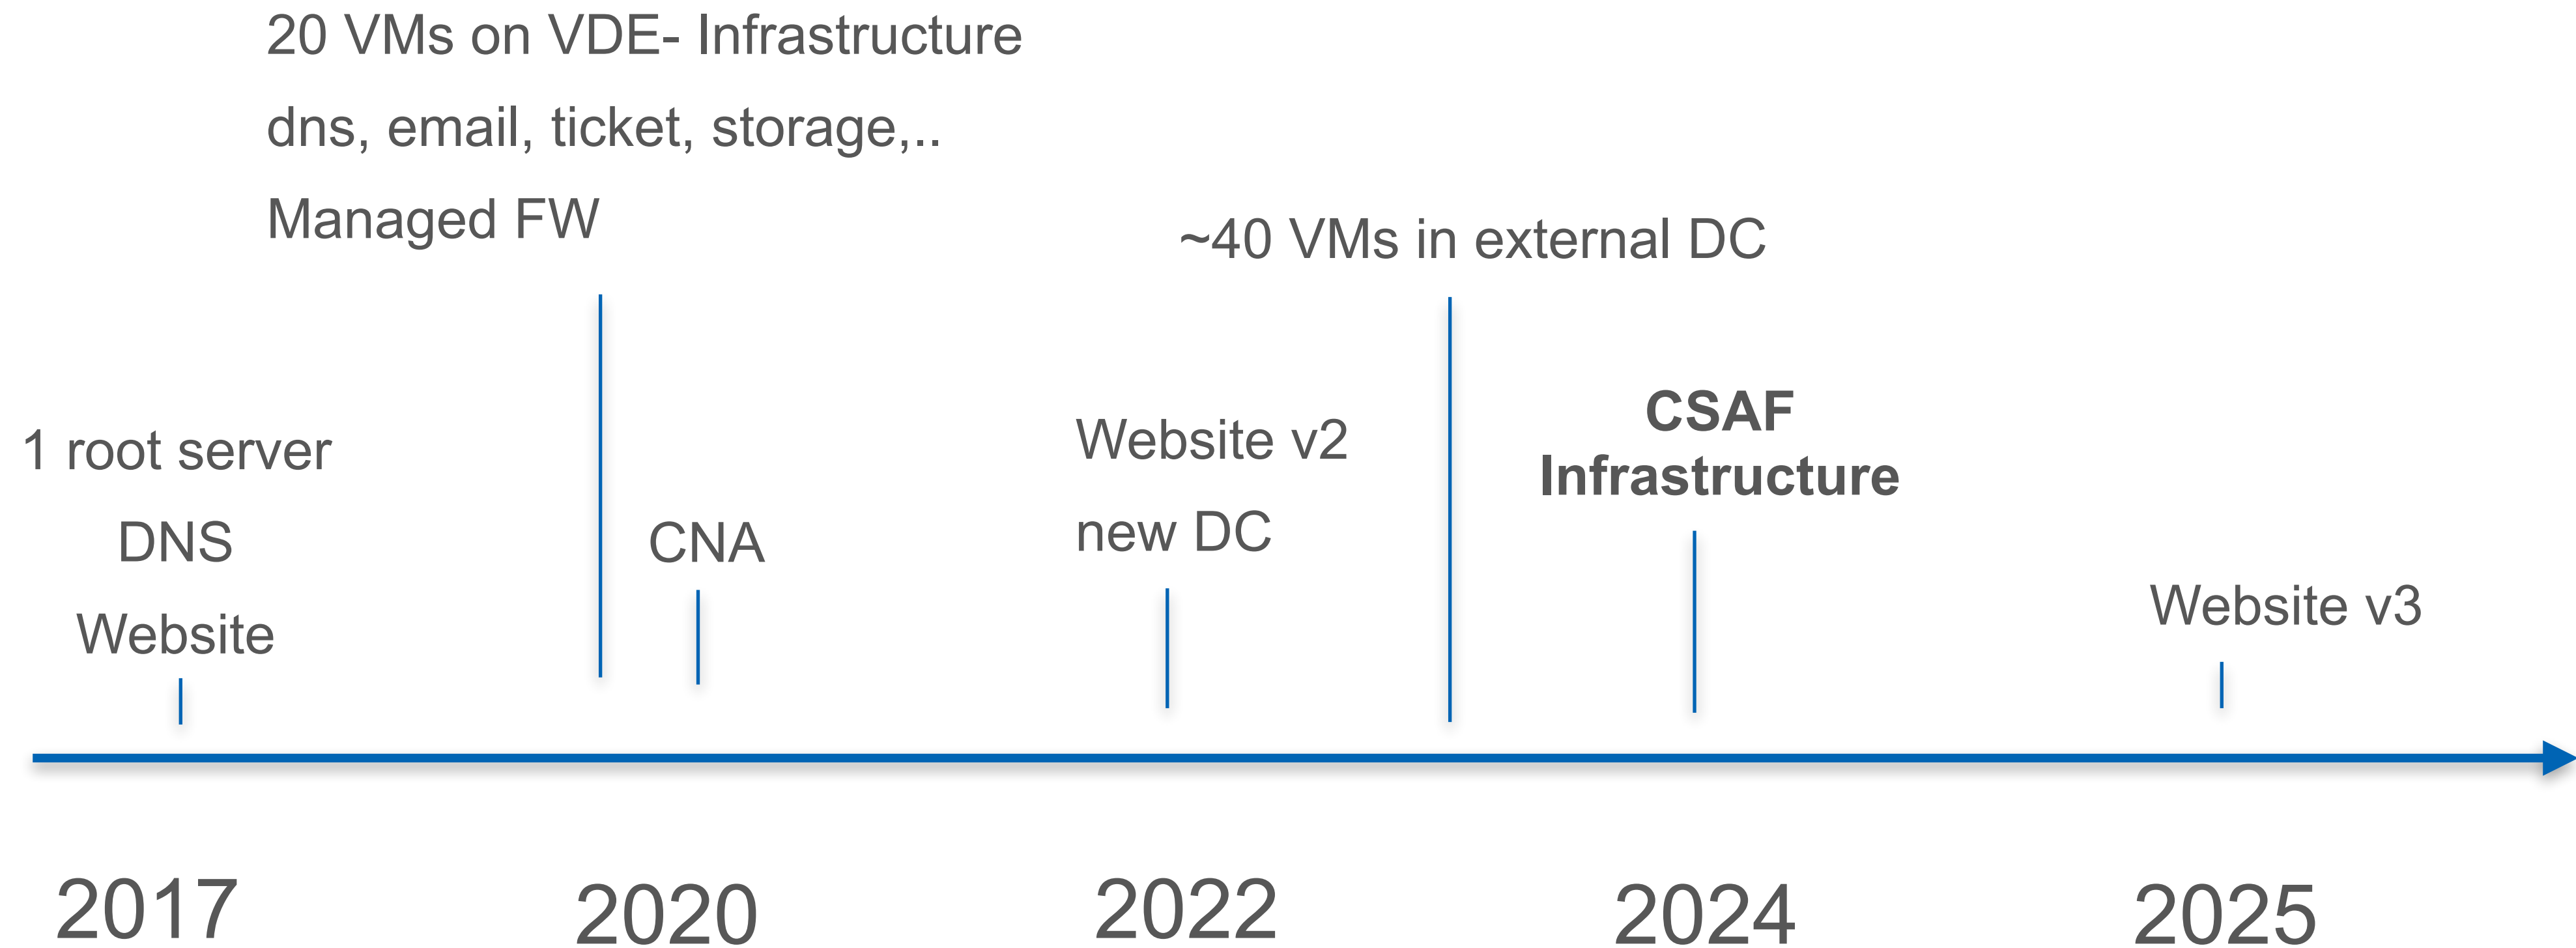 20 VMs on VDE- Infrastructure
dns, email, ticket, storage,..
Managed FW
~40 VMs in external DC
1 root server
DNS
Website
CNA
Website v2
new DC
CSAF
Infrastructure
Website v3
2017
2020
2022
2024
2025